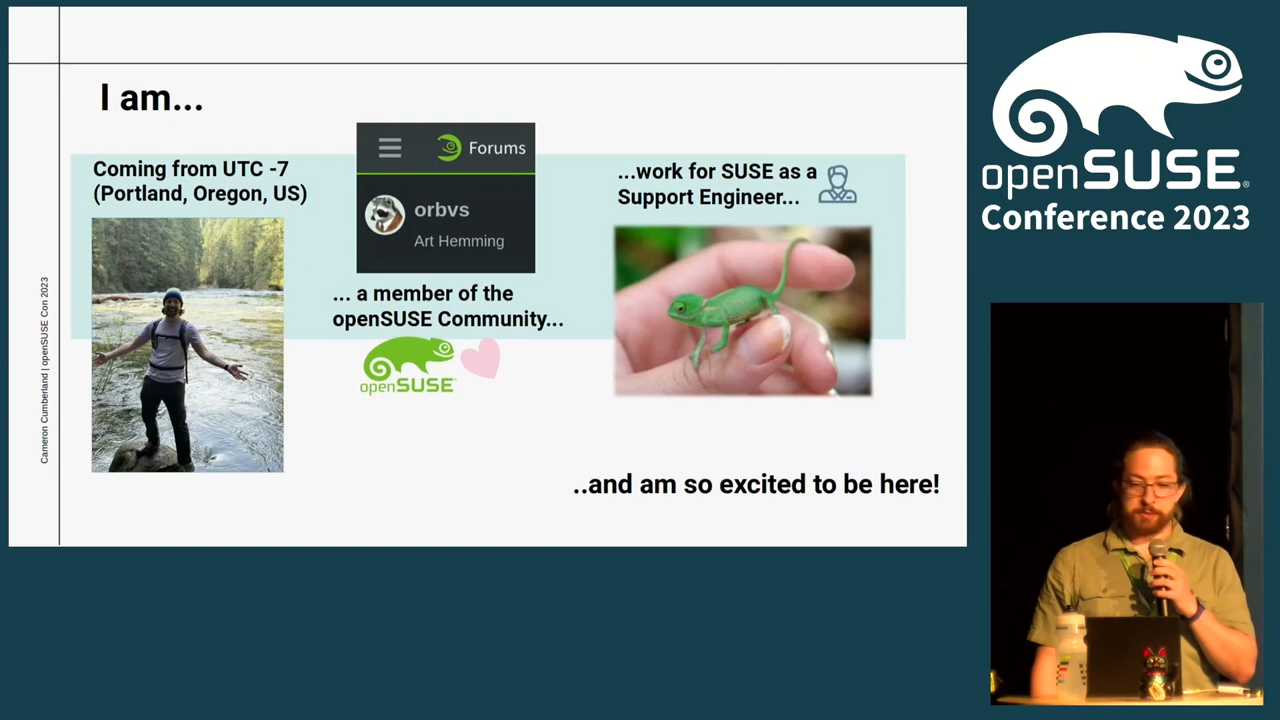 I am...
Coming from UTC -7
(Portland, Oregon, US)
Forums
orbvs
Art Hemming
... a member of the
openSUSE Community...
openSUSE
...work for SUSE as a
Support Engineer...
..and am so excited to be here!
Cameron Cumberland | openSUSE Con 2023
openSUSE
Conference 2023